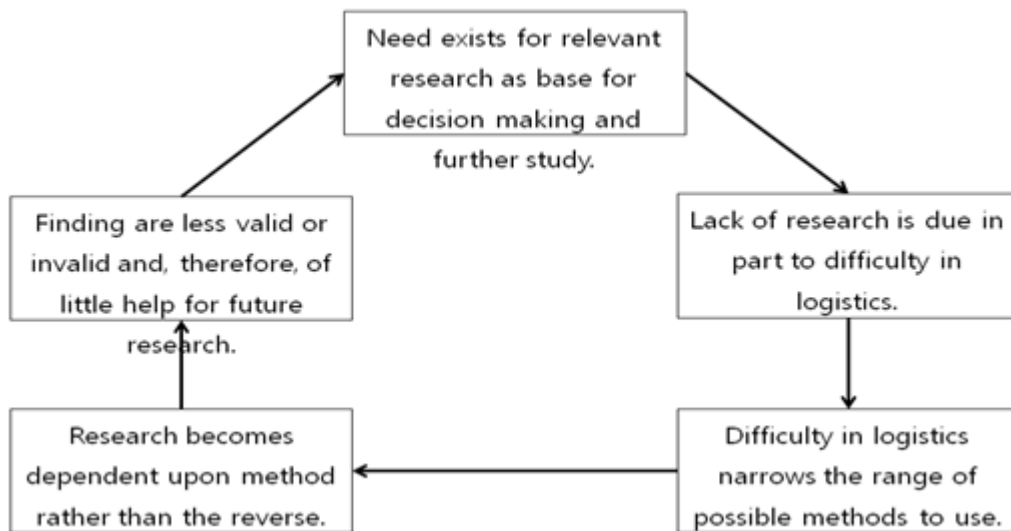 Need exists for relevant
research as base for
decision making and
further study.
Lack of research is due in
part to difficulty in
logistics.
Difficulty in logistics
narrows the range of
possible methods to use.
Research becomes
dependent upon method
rather than the reverse.
Finding are less valid or
invalid and, therefore, of
little help for future
research.